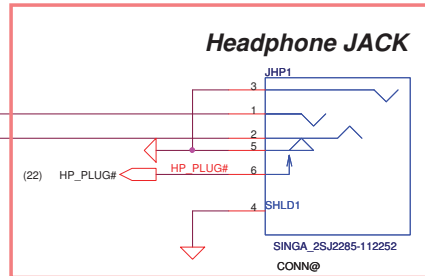 Headphone JACK
JHP1
3
1
2
5
(22) HP_PLUG# HP_PLUG# 6
4 SHLD1
SINGA_2SJ2285-112252
CONN@